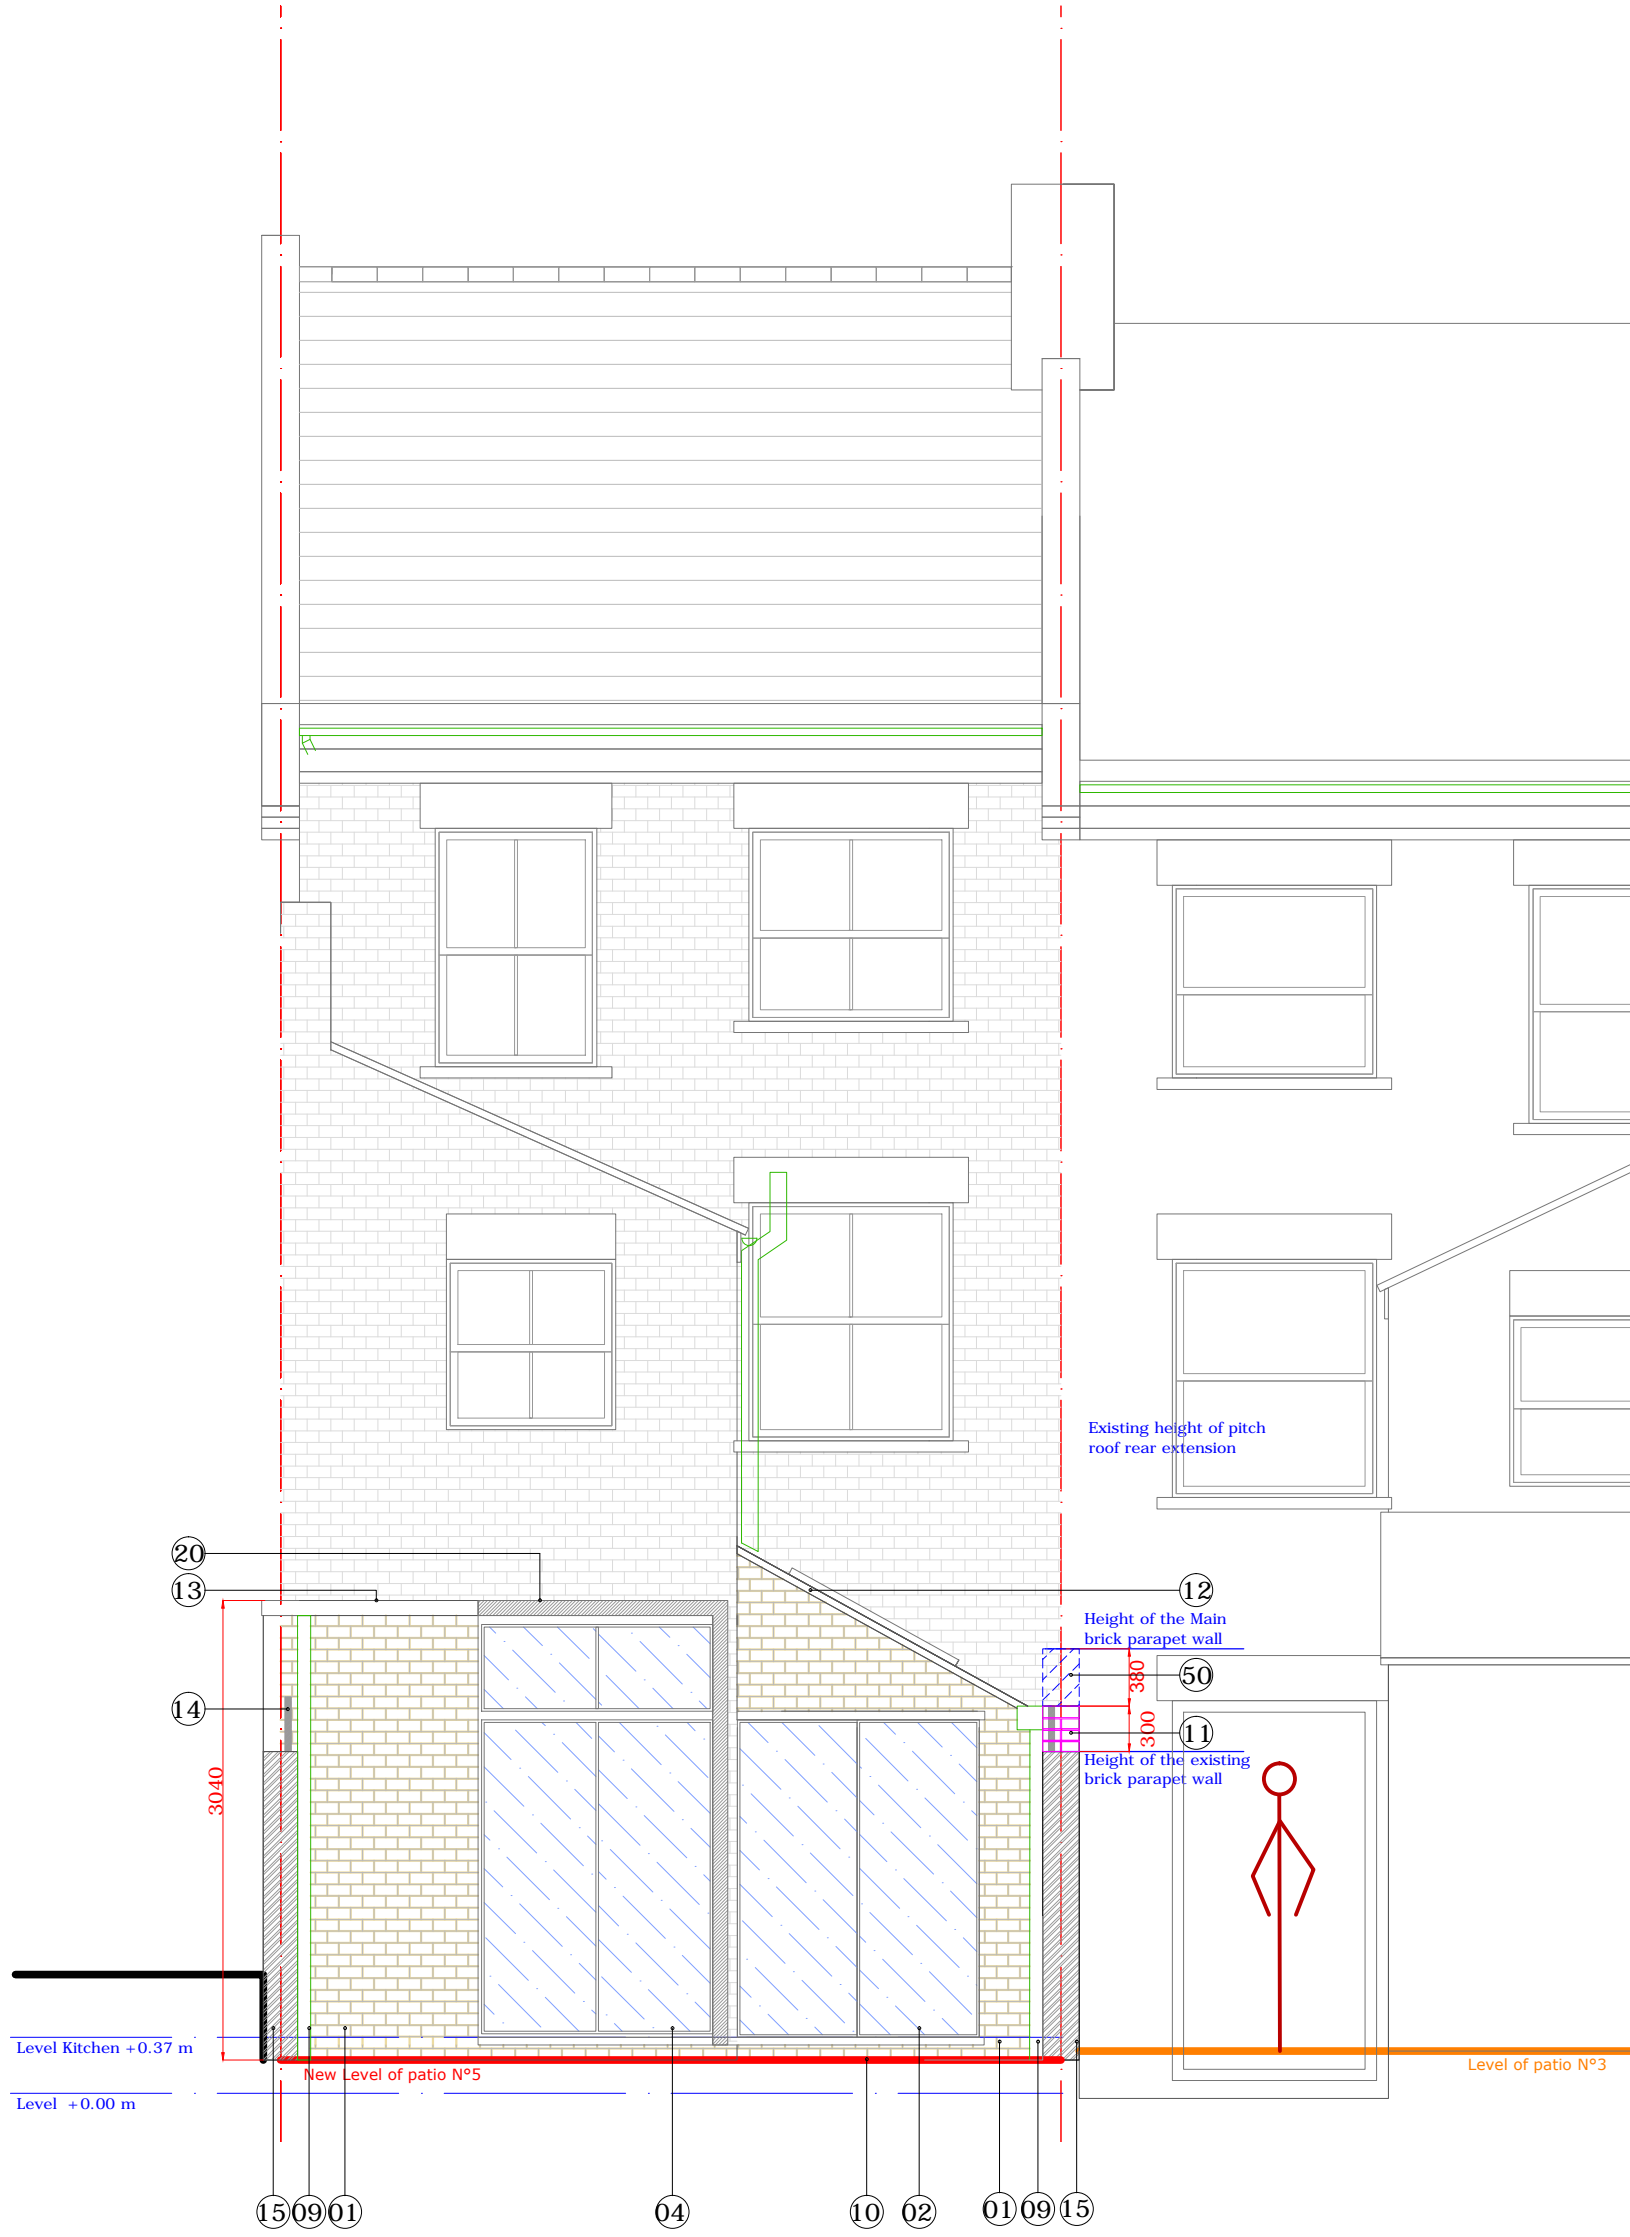 Existing height of pitch
roof rear extension
20
13
12
Height of the Main
brick parapet wall
380
50
14
300
11
Height of the existing
brick parapet wall
3040
Level Kitchen +0.37 m
New Level of patio N°5
Level of patio N°3
Level +0.00 m
15 09 01 04 10 02 01 09 15